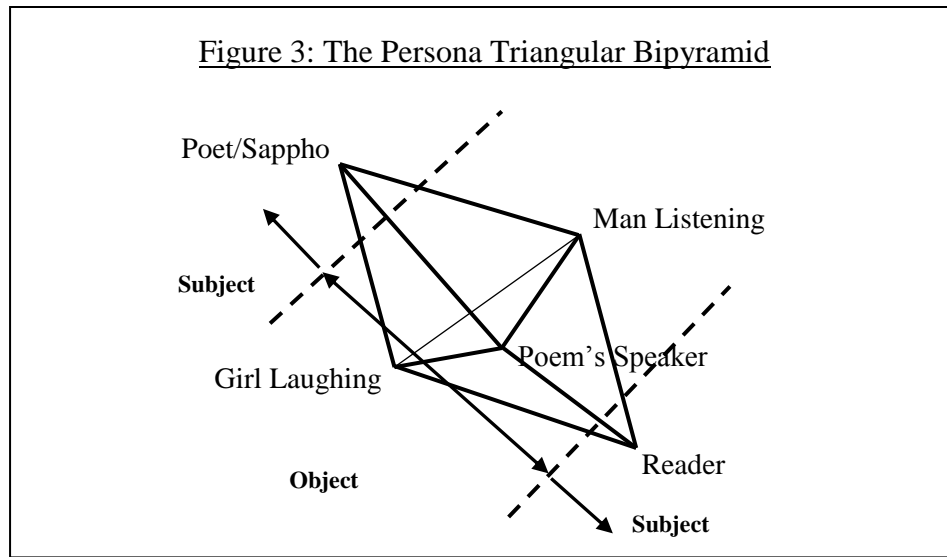 Figure 3: The Persona Triangular Bipyramid
Poet/Sappho
Man Listening
Subject
Poem’s Speaker
Girl Laughing
Reader
Object
Subject